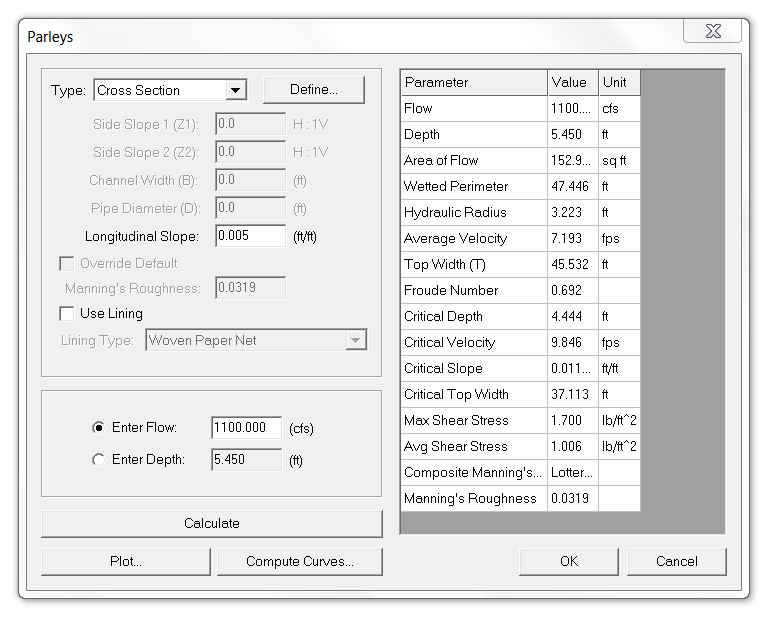 Parleys
Type: Cross Section Define...
Side Slope 1 (Z1): 0.0 H : 1V
Side Slope 2 (Z2): 0.0 H : 1V
Channel Width (B): 0.0 (ft)
Pipe Diameter (D): 0.0 (ft)
Longitudinal Slope: 0.005 (ft/ft)
Override Default
Manning's Roughness: 0.0319
Use Lining
Lining Type: Woven Paper Net
Enter Flow: 1100.000 (cfs)
Enter Depth: 5.450 (ft)
Calculate
Plot... Compute Curves...
Parameter Value Unit
Flow 1100.... cfs
Depth 5.450 ft
Area of Flow 152.9... sq ft
Wetted Perimeter 47.446 ft
Hydraulic Radius 3.223 ft
Average Velocity 7.193 fps
Top Width (T) 45.532 ft
Froude Number 0.692
Critical Depth 4.444 ft
Critical Velocity 9.846 fps
Critical Slope 0.011... ft/ft
Critical Top Width 37.113 ft
Max Shear Stress 1.700 lb/ft^2
Avg Shear Stress 1.006 lb/ft^2
Composite Manning's... Lotter...
Manning's Roughness 0.0319
OK Cancel